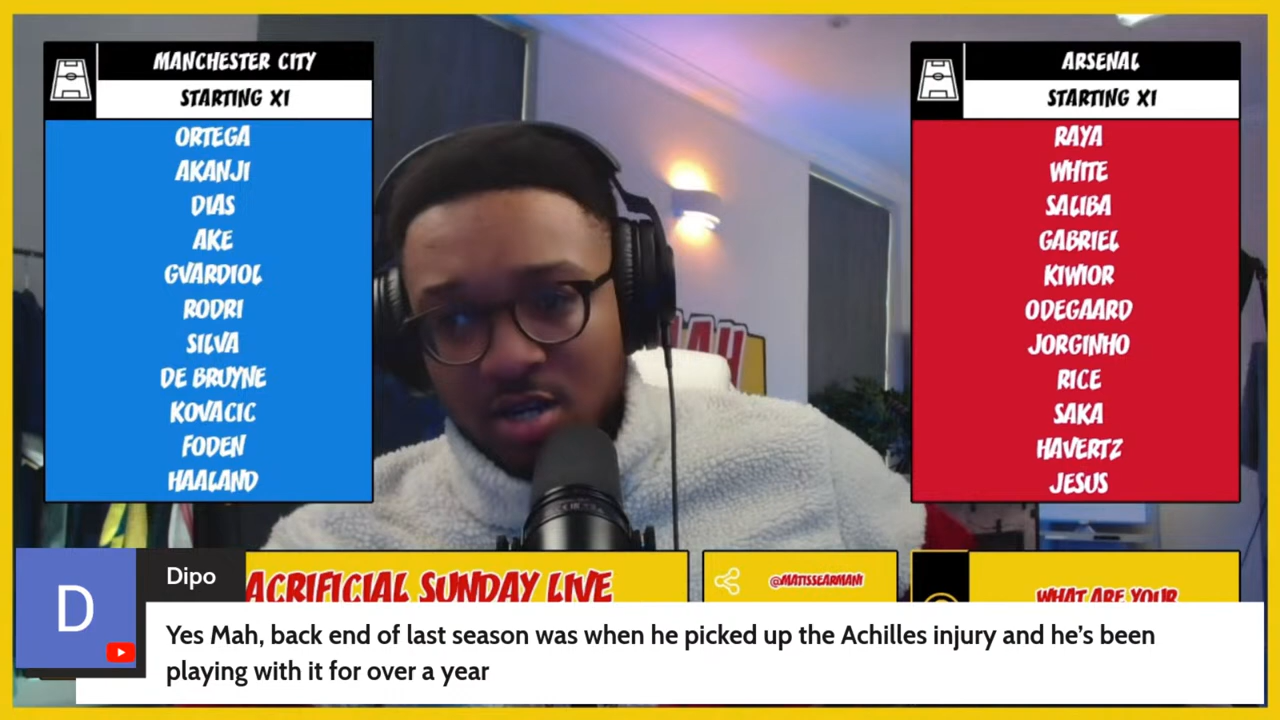 MANCHESTER CITY
STARTING XI
ORTEGA
AKANJI
DIAS
AKE
GVARDIOL
RODRI
SILVA
DE BRUYNE
KOVACIC
FODEN
HAALAND
ARSENAL
STARTING XI
RAYA
WHITE
SALIBA
GABRIEL
KIWIOR
ODEGAARD
JORGINHO
RICE
SAKA
HAVERTZ
JESUS
ACRIFICIAL SUNDAY LIVE
@MATISSEARMANI
WHAT ARE YOUR
D
Dipo
Yes Mah, back end of last season was when he picked up the Achilles injury and he's been
playing with it for over a year